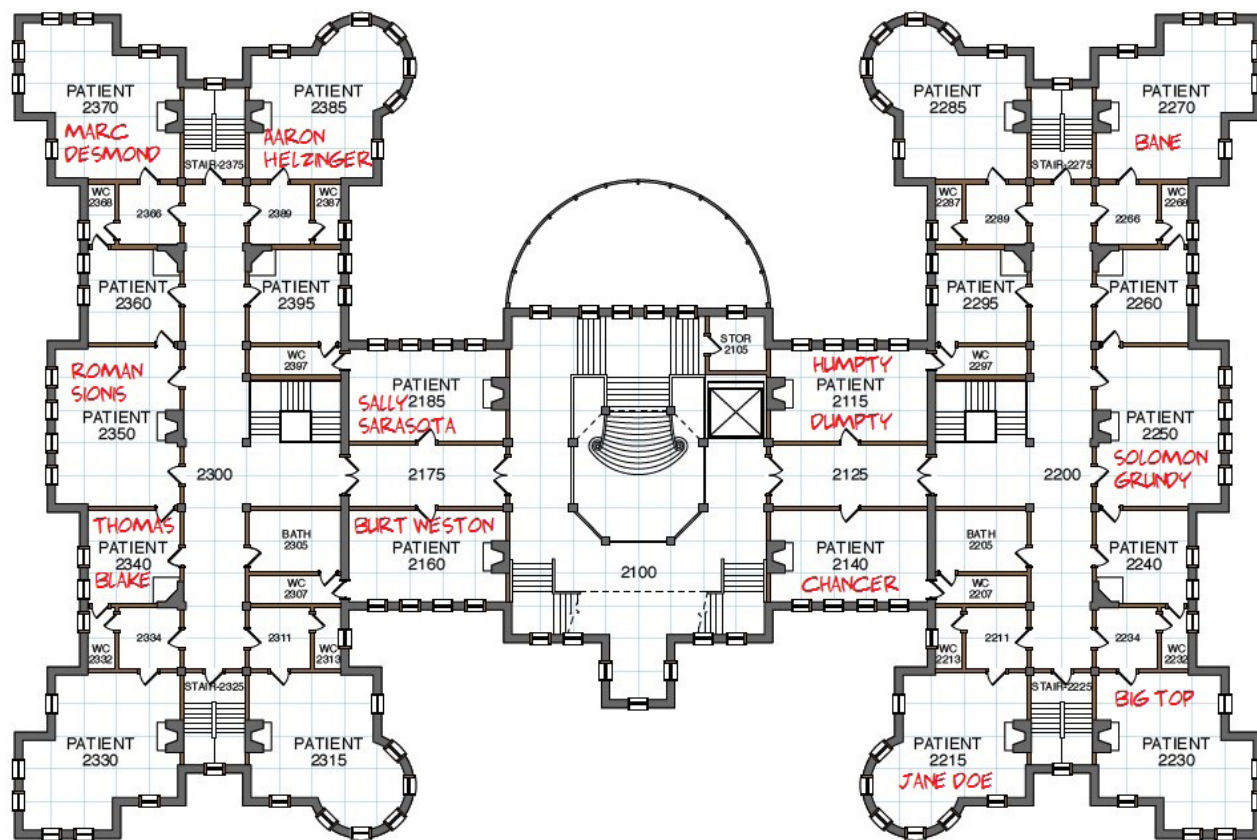 PATIENT
2370
MARC
DESMOND
PATIENT
2385
AARON
HELZINGER
STAIR-2375
WC
2368
2366
2389
WC
2387
PATIENT
2360
PATIENT
2395
ROMAN
SIONIS
PATIENT
2350
WC
2397
PATIENT
2185
SALLY
SARASOTA
2300
2175
THOMAS
PATIENT
2340
BLAKE
BATH
2305
WC
2307
BURT WESTON
PATIENT
2160
WC
2332
2334
2311
WC
2313
STAIR-2325
PATIENT
2330
PATIENT
2315
STOR
2105
2100
PATIENT
2285
PATIENT
2270
BANE
STAIR-2275
WC
2287
2289
2266
WC
2268
PATIENT
2295
PATIENT
2260
HUMPTY
PATIENT
2115
DUMPTY
WC
2297
PATIENT
2250
SOLOMON
GRUNDY
2125
2200
PATIENT
2140
CHANCER
BATH
2205
WC
2207
PATIENT
2240
WC
2213
2211
2234
WC
2232
STAIR-2225
BIG TOP
PATIENT
2215
JANE DOE
PATIENT
2230